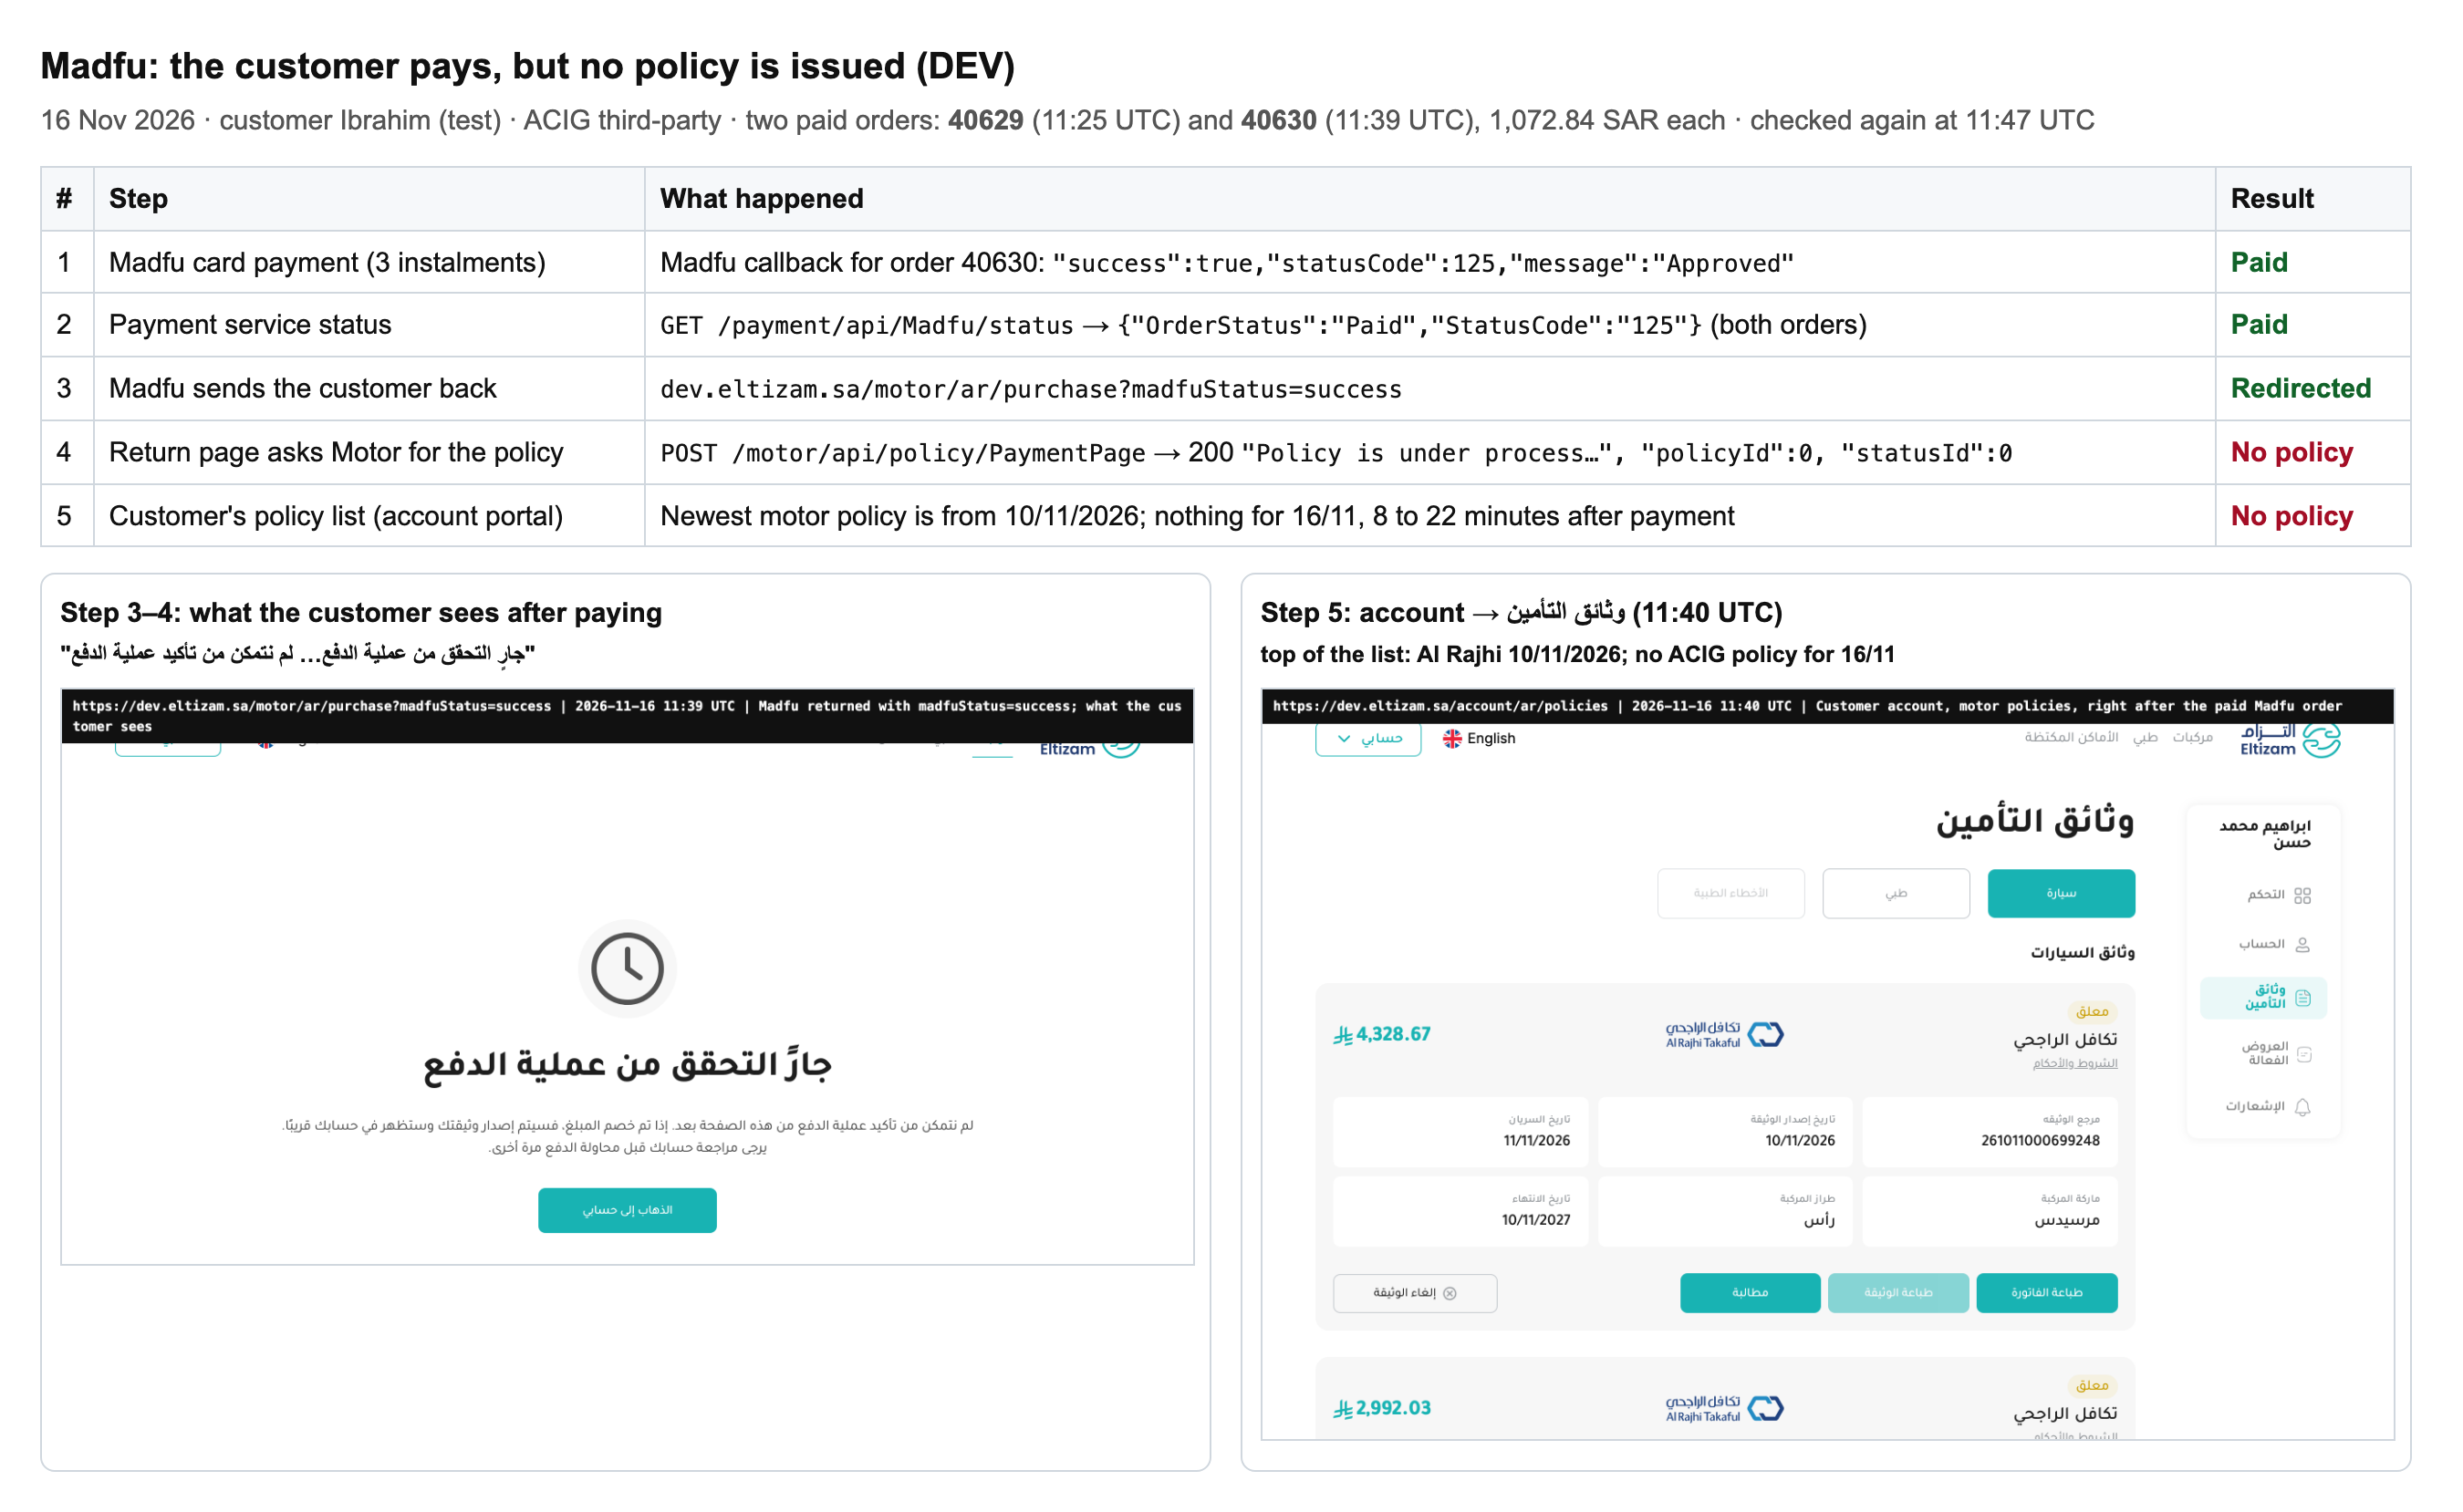 Madfu: the customer pays, but no policy is issued (DEV)
16 Nov 2026 · customer Ibrahim (test) · ACIG third-party · two paid orders: 40629 (11:25 UTC) and 40630 (11:39 UTC), 1,072.84 SAR each · checked again at 11:47 UTC
# Step What happened Result
1 Madfu card payment (3 instalments) Madfu callback for order 40630: "success":true,"statusCode":125,"message":"Approved" Paid
2 Payment service status GET /payment/api/Madfu/status → {"OrderStatus":"Paid","StatusCode":"125"} (both orders) Paid
3 Madfu sends the customer back dev.eltizam.sa/motor/ar/purchase?madfuStatus=success Redirected
4 Return page asks Motor for the policy POST /motor/api/policy/PaymentPage → 200 "Policy is under process…", "policyId":0, "statusId":0 No policy
5 Customer's policy list (account portal) Newest motor policy is from 10/11/2026; nothing for 16/11, 8 to 22 minutes after payment No policy
Step 3–4: what the customer sees after paying
"جارٍ التحقق من عملية الدفع… لم نتمكن من تأكيد عملية الدفع"
https://dev.eltizam.sa/motor/ar/purchase?madfuStatus=success | 2026-11-16 11:39 UTC | Madfu returned with madfuStatus=success; what the cus
tomer sees
Eltizam
جارٍ التحقق من عملية الدفع
لم نتمكن من تأكيد عملية الدفع من هذه الصفحة بعد. إذا تم خصم المبلغ، فسيتم إصدار وثيقتك وستظهر في حسابك قريبًا.
يرجى مراجعة حسابك قبل محاولة الدفع مرة أخرى.
الذهاب إلى حسابي
Step 5: account → وثائق التأمين (11:40 UTC)
top of the list: Al Rajhi 10/11/2026; no ACIG policy for 16/11
https://dev.eltizam.sa/account/ar/policies | 2026-11-16 11:40 UTC | Customer account, motor policies, right after the paid Madfu order
التـــزام
Eltizam
مركبات طبي الأماكن المكتظة
English
حسابي
ابراهيم محمد
حسن
التحكم
الحساب
وثائق
التأمين
العروض
الفعالة
الإشعارات
وثائق التأمين
سيارة طبي الأخطاء الطبية
وثائق السيارات
معلق
تكافل الراجحي
الشروط والأحكام
تكافل الراجحي
Al Rajhi Takaful
4,328.67
مرجع الوثيقه تاريخ إصدار الوثيقة تاريخ السريان
261011000699248 10/11/2026 11/11/2026
ماركة المركبة طراز المركبة تاريخ الانتهاء
مرسيدس رأس 10/11/2027
طباعة الفاتورة طباعة الوثيقة مطالبة إلغاء الوثيقة
معلق
تكافل الراجحي
تكافل الراجحي
Al Rajhi Takaful
2,992.03
الشروط والأحكام